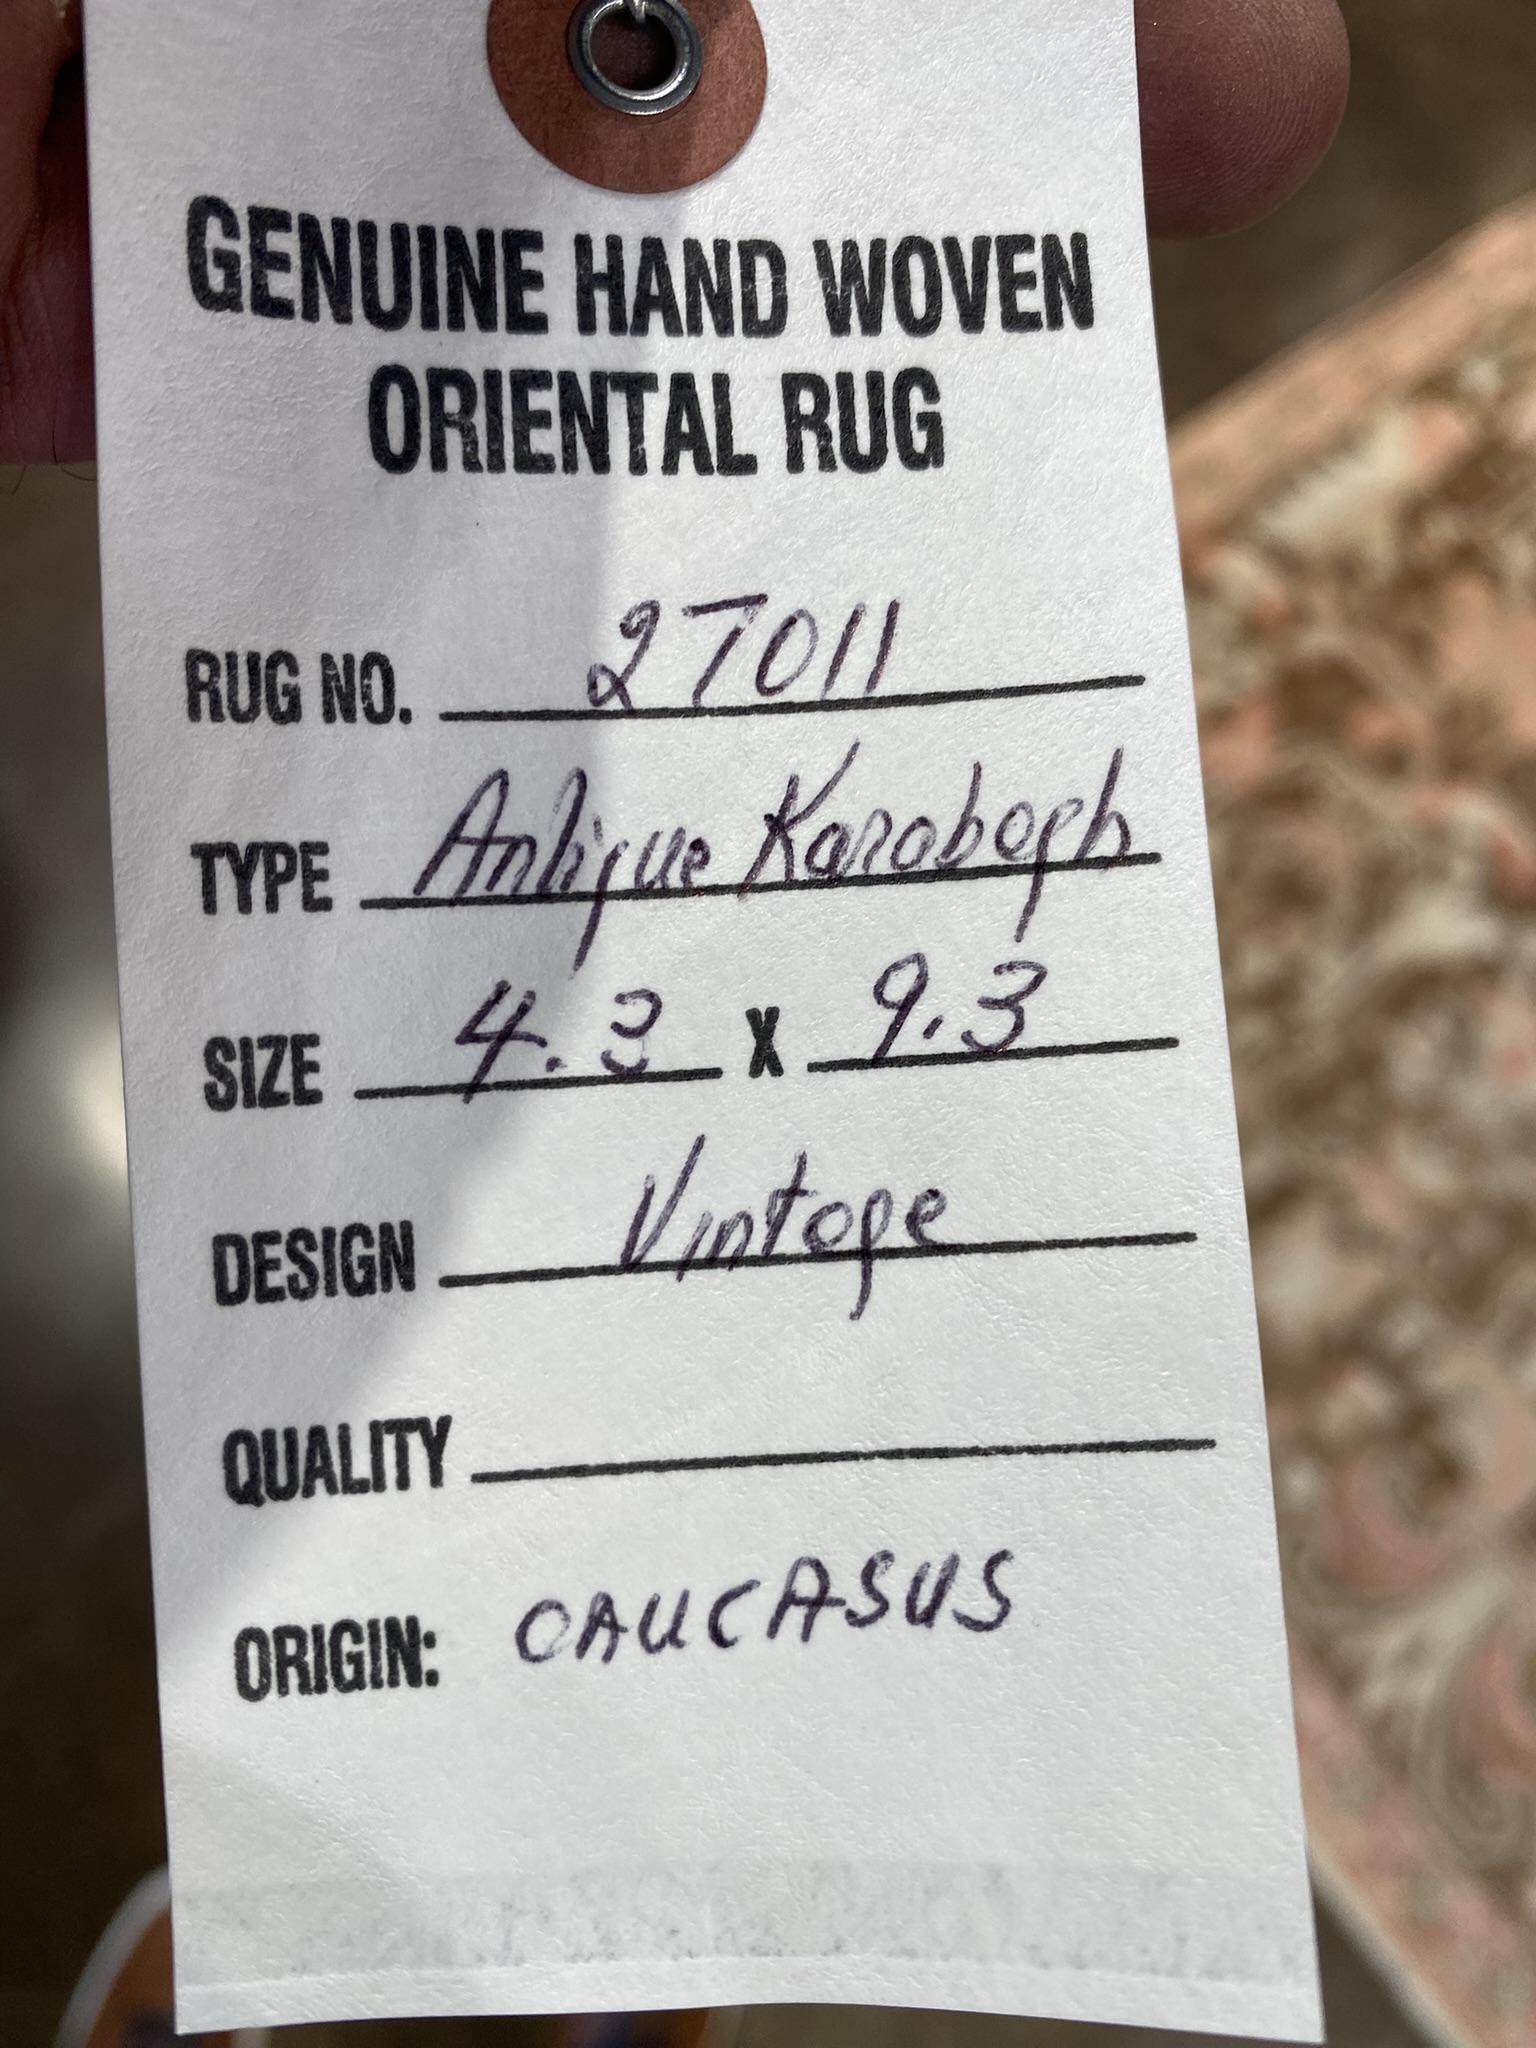 GENUINE HAND WOVEN
ORIENTAL RUG
RUG NO. 27011
TYPE Antique Karabagh
SIZE 4.3 X 9.3
DESIGN Vintage
QUALITY
ORIGIN: CAUCASUS